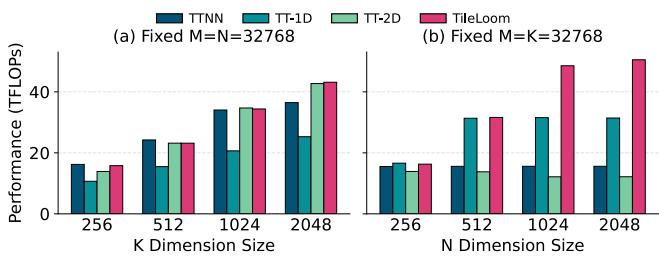 TTNN TT-1D TT-2D TileLoom
(a) Fixed M=N=32768 (b) Fixed M=K=32768
Performance (TFLOPs)
40
20
0
256 512 1024 2048 256 512 1024 2048
K Dimension Size N Dimension Size